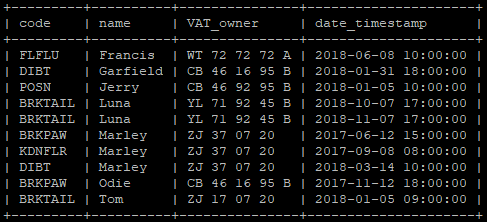 code name VAT_owner date_timestamp
FLFLU Francis WT 72 72 72 A 2018-06-08 10:00:00
DIBT Garfield CB 46 16 95 B 2018-01-31 18:00:00
POSN Jerry CB 46 92 95 B 2018-01-05 10:00:00
BRKTAIL Luna YL 71 92 45 B 2018-10-07 17:00:00
BRKTAIL Luna YL 71 92 45 B 2018-11-07 17:00:00
BRKPAW Marley ZJ 37 07 20 2017-06-12 15:00:00
KDNFLR Marley ZJ 37 07 20 2017-09-08 08:00:00
DIBT Marley ZJ 37 07 20 2018-03-14 10:00:00
BRKPAW Odie CB 46 16 95 B 2017-11-12 18:00:00
BRKTAIL Tom ZJ 17 07 20 2018-01-05 09:00:00